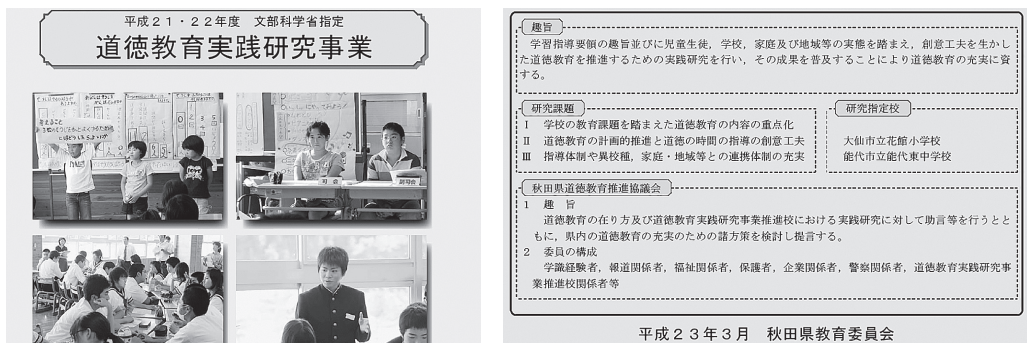 平成21・22年度 文部科学省指定
道徳教育実践研究事業
司会
副司会
趣旨
学習指導要領の趣旨並びに児童生徒，学校，家庭及び地域等の実態を踏まえ，創意工夫を生かし
た道徳教育を推進するための実践研究を行い，その成果を普及することにより道徳教育の充実に資
する。
研究課題
Ⅰ 学校の教育課題を踏まえた道徳教育の内容の重点化
Ⅱ 道徳教育の計画的推進と道徳の時間の指導の創意工夫
Ⅲ 指導体制や異校種，家庭・地域等との連携体制の充実
研究指定校
大仙市立花館小学校
能代市立能代東中学校
秋田県道徳教育推進協議会
1 趣 旨
道徳教育の在り方及び道徳教育実践研究事業推進校における実践研究に対して助言等を行うとと
もに，県内の道徳教育の充実のための諸方策を検討し提言する。
2 委員の構成
学識経験者，報道関係者，福祉関係者，保護者，企業関係者，警察関係者，道徳教育実践研究事
業推進校関係者等
平成23年3月 秋田県教育委員会